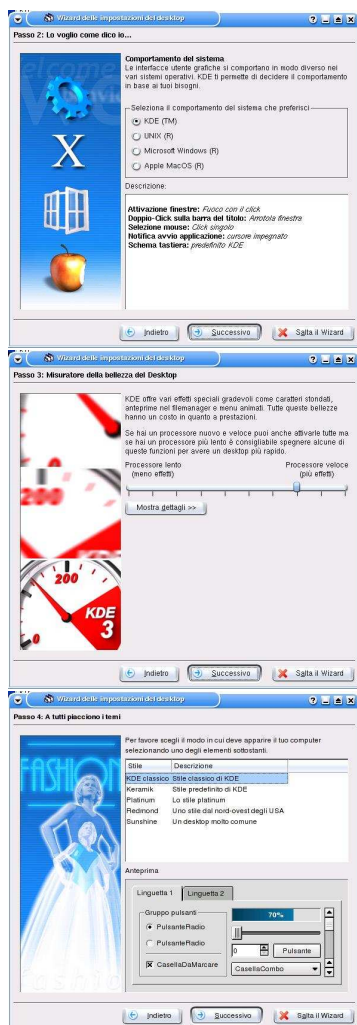 Wizard delle impostazioni del desktop
Passo 2: Lo voglio come dico io...
Comportamento del sistema
Le interfacce utente grafiche si comportano in modo diverso nei
vari sistemi operativi. KDE ti permette di decidere il comportamento
in base ai tuoi bisogni.
Seleziona il comportamento del sistema che preferisci
KDE (TM)
UNIX (R)
Microsoft Windows (R)
Apple MacOS (R)
Descrizione:
Attivazione finestre: Fuoco con il click
Doppio-Click sulla barra del titolo: Arrotola finestra
Selezione mouse: Click singolo
Notifica avvio applicazione: cursore impegnato
Schema tastiera: predefinito KDE
X
Indietro Successivo Salta il Wizard
Wizard delle impostazioni del desktop
Passo 3: Misuratore della bellezza del Desktop
KDE offre vari effetti speciali gradevoli come caratteri stondati,
anteprime nel filemanager e menu animati. Tutte queste bellezze
hanno un costo in quanto a prestazioni.
Se hai un processore nuovo e veloce puoi anche attivarle tutte ma
se hai un processore più lento è consigliabile spegnere alcune di
queste funzioni per avere un desktop più rapido.
Processore lento Processore veloce
(meno effetti) (più effetti)
Mostra dettagli >>
200
200
KDE
3
0
Indietro Successivo Salta il Wizard
Wizard delle impostazioni del desktop
Passo 4: A tutti piacciono i temi
Per favore scegli il modo in cui deve apparire il tuo computer
selezionando uno degli elementi sottostanti.
Stile Descrizione
KDE classico Stile classico di KDE
Keramik Stile predefinito di KDE
Platinum Lo stile platinum
Redmond Uno stile dal nord-ovest degli USA
Sunshine Un desktop molto comune
FASHION
fashio
Anteprima
Linguetta 1 Linguetta 2
Gruppo pulsanti
PulsanteRadio
PulsanteRadio
CasellaDaMarcare
70%
0 Pulsante
CasellaCombo
Indietro Successivo Salta il Wizard